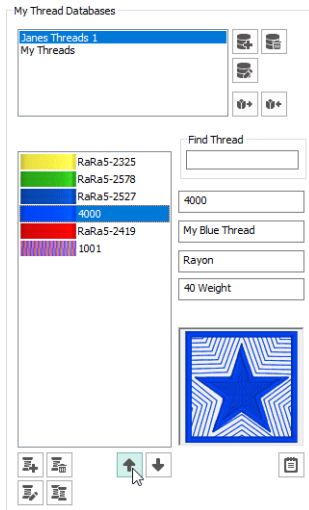 My Thread Databases
Janes Threads 1
My Threads
Find Thread
RaRa5-2325
RaRa5-2578
RaRa5-2527
4000
RaRa5-2419
1001
4000
My Blue Thread
Rayon
40 Weight